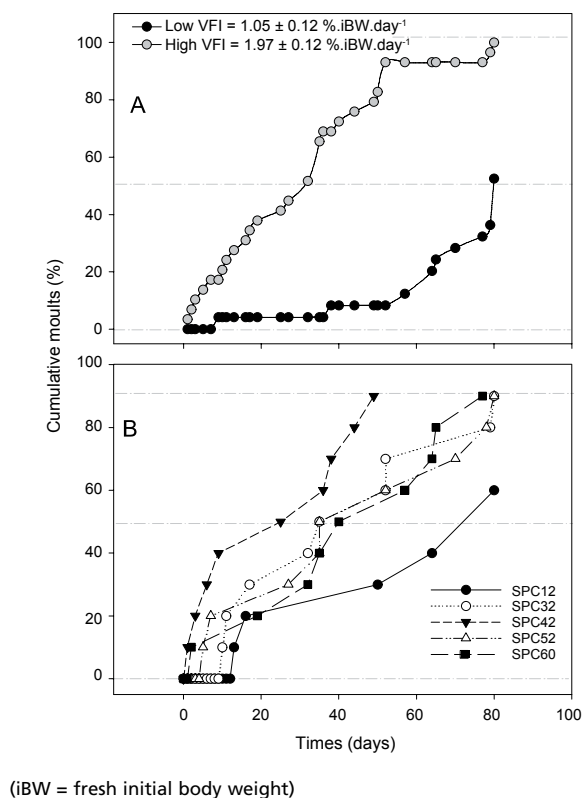 Low VFI = 1.05 ± 0.12 %.iBW.day-1
High VFI = 1.97 ± 0.12 %.iBW.day-1
100
80
A
60
40
20
0
Cumulative moults (%)
100
B
80
60
40
20
0
SPC12
SPC32
SPC42
SPC52
SPC60
0 20 40 60 80 100
Times (days)
(iBW = fresh initial body weight)